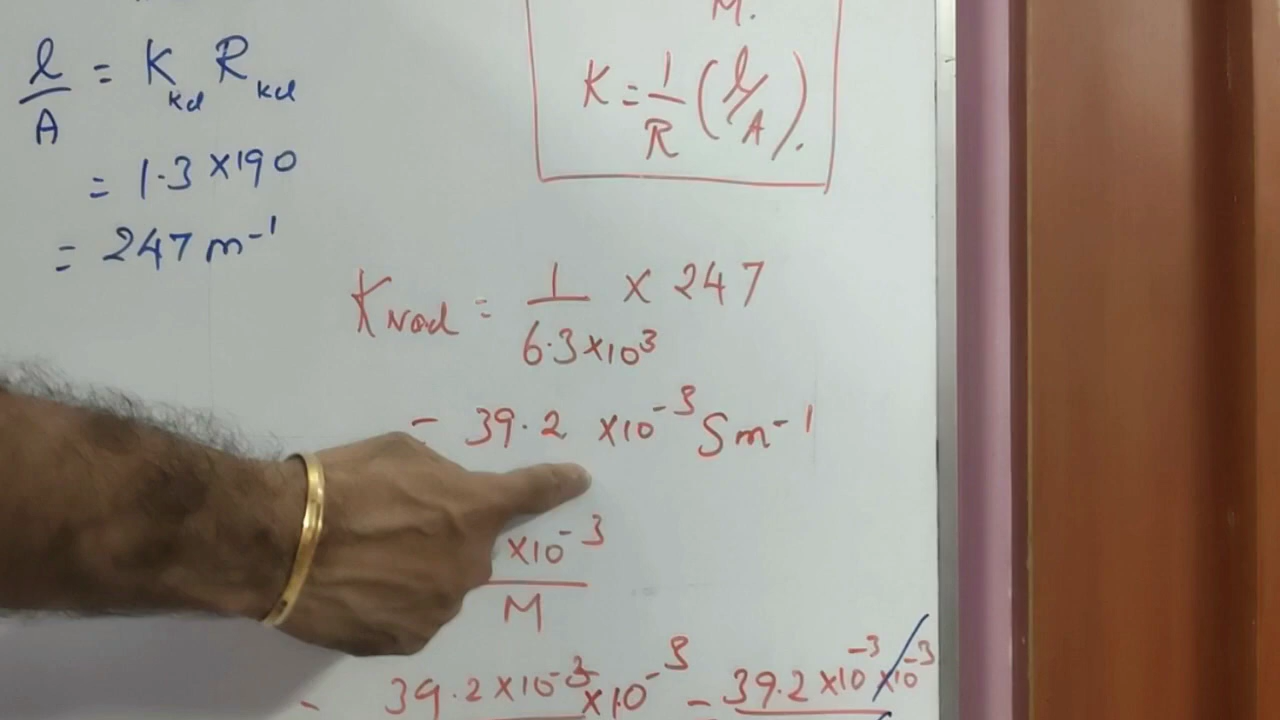 l/A = K_Kcl R_Kcl
= 1.3 × 190
= 247 m⁻¹
M.
K = 1/R (l/A).
K_NaCl = 1/(6.3×10³) × 247
= 39.2 ×10⁻³ S m⁻¹
×10⁻³/M
= 39.2×10⁻³ ×10⁻³ = 39.2 ×10⁻³ ×10⁻³